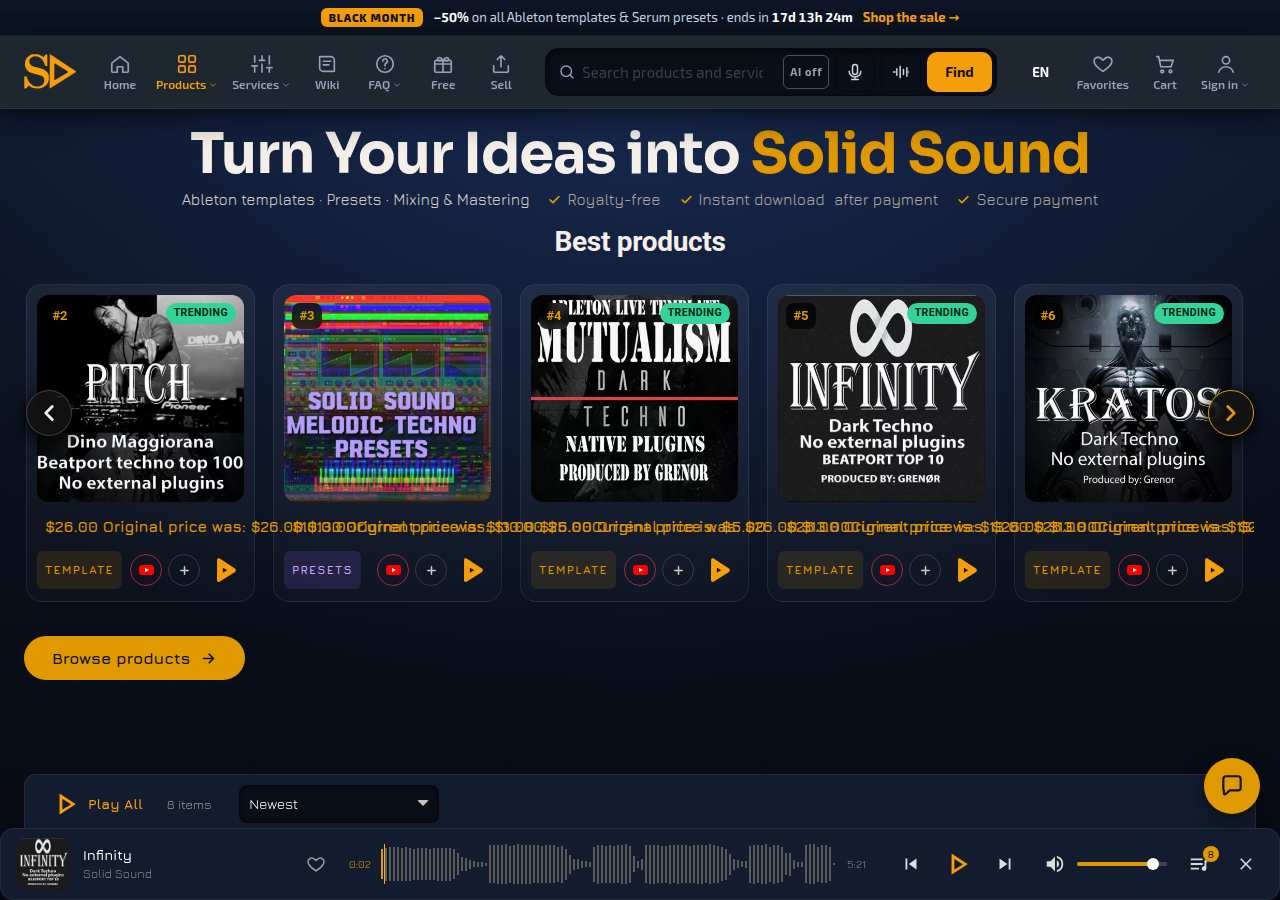 BLACK MONTH −50% on all Ableton templates & Serum presets · ends in 17d 13h 24m Shop the sale →
SD
Home Products Services Wiki FAQ Free Sell
Search products and servic AI off Find EN Favorites Cart Sign in
Turn Your Ideas into Solid Sound
Ableton templates · Presets · Mixing & Mastering Royalty-free Instant download after payment Secure payment
Best products
#2 TRENDING
DINO M
PITCH
Pioneer
Dino Maggiorana
Beatport techno top 100
No external plugins
#3
SOLID SOUND
MELODIC TECHNO
PRESETS
#4 TRENDING
MUTUALISM
DARK
TECHNO
NATIVE PLUGINS
PRODUCED BY: GRENOR
#5 TRENDING
INFINITY
Dark Techno
No external plugins
BEATPORT TOP 10
PRODUCED BY: GRENØR
#6 TRENDING
KRATOS
Dark Techno
No external plugins
Produced by: Grenor
$26.00 Original price was:
TEMPLATE PRESETS TEMPLATE TEMPLATE TEMPLATE
Browse products →
Play All 8 items Newest
INFINITY
Infinity
Solid Sound
0:02 5:21 8